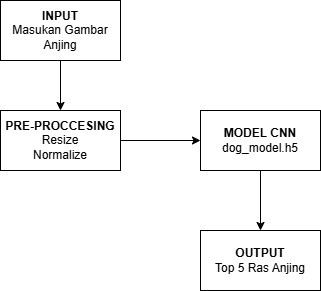 INPUT
Masukan Gambar
Anjing
PRE-PROCCESING
Resize
Normalize
MODEL CNN
dog_model.h5
OUTPUT
Top 5 Ras Anjing